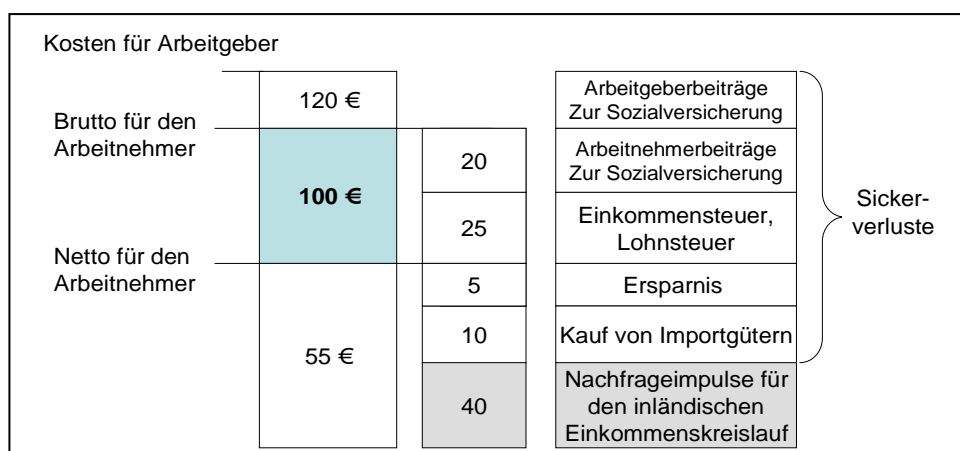 Kosten für Arbeitgeber
120 €
Arbeitgeberbeiträge
Zur Sozialversicherung
Brutto für den
Arbeitnehmer
100 €
20
Arbeitnehmerbeiträge
Zur Sozialversicherung
25
Einkommensteuer,
Lohnsteuer
Sicker-
verluste
Netto für den
Arbeitnehmer
55 €
5
Ersparnis
10
Kauf von Importgütern
40
Nachfrageimpulse für
den inländischen
Einkommenskreislauf